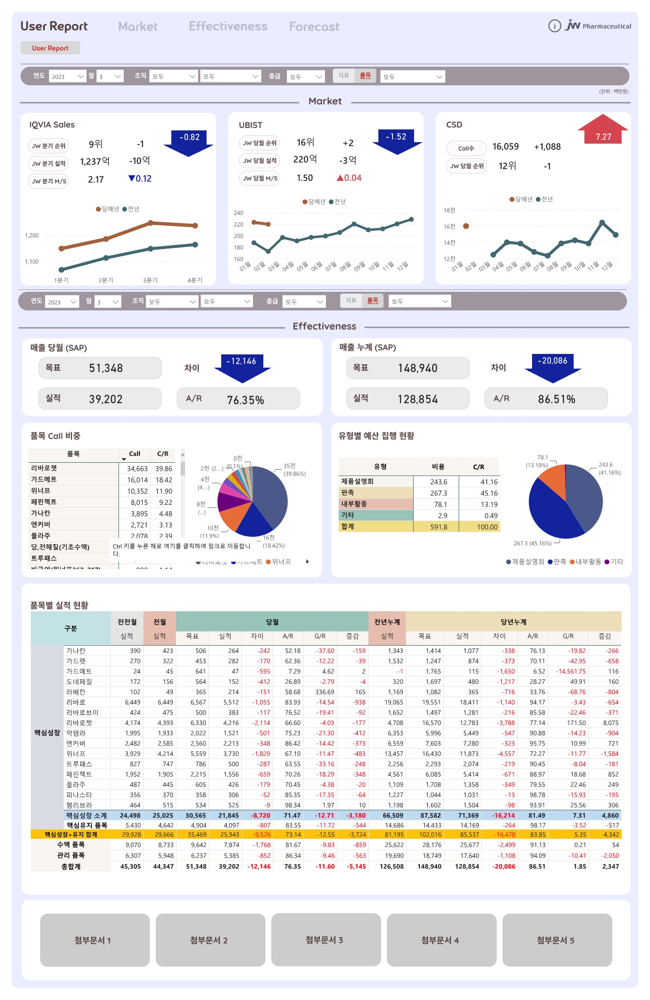 User Report Market Effectiveness Forecast i jw Pharmaceutical
User Report
연도 2023 월 3 조직 모두 모두 종급 모두 지표 품목 모두
(단위 : 백만원)
Market
IQVIA Sales
-0.82
JW 분기 순위 9위 -1
JW 분기 실적 1,237억 -10억
JW 분기 M/S 2.17 ▼0.12
당해년 전년
1,200
1,100
1분기 2분기 3분기 4분기
UBIST
-1.52
JW 당월 순위 16위 +2
JW 당월 실적 220억 -3억
JW 당월 M/S 1.50 ▲0.04
당해년 전년
240
220
200
180
160
01월 02월 03월 04월 05월 06월 07월 08월 09월 10월 11월 12월
CSD
7.27
Call수 16,059 +1,088
JW 당월 순위 12위 -1
당해년 전년
18천
16천
14천
12천
01월 02월 03월 04월 05월 06월 07월 08월 09월 10월 11월 12월
연도 2023 월 3 조직 모두 모두 종급 모두 지표 품목 모두
Effectiveness
매출 당월 (SAP)
목표 51,348 차이 -12,146
실적 39,202 A/R 76.35%
매출 누계 (SAP)
목표 148,940 차이 -20,086
실적 128,854 A/R 86.51%
품목 Call 비중
품목 Call C/R
리바로젯 34,663 39.86
가드메트 16,014 18.42
위너프 10,352 11.90
페린젝트 8,015 9.22
가나칸 3,895 4.48
엔커버 2,721 3.13
플라주 2,078 2.39
당,전해질(기초수액)
트루패스
Ctrl 키를 누른 채로 여기를 클릭하여 링크로 이동합니
다.
0천
(0.1%)
2천 (2....)
4천
(4....)
8천
(...)
10천
(11.9%)
16천
(18.42%)
35천
(39.86%)
리바로젯 가드메트 위너프
유형별 예산 집행 현황
유형 비용 C/R
제품설명회 243.6 41.16
판촉 267.3 45.16
내부활동 78.1 13.19
기타 2.9 0.49
합계 591.8 100.00
78.1
(13.19%)
243.6
(41.16%)
267.3 (45.16%)
제품설명회 판촉 내부활동 기타
품목별 실적 현황
구분 전전월 전월 당월 전년누계 당년누계
실적 실적 목표 실적 차이 A/R G/R 증감 실적 목표 실적 차이 A/R G/R 증감
핵심성장
가나칸 390 423 506 264 -242 52.18 -37.60 -159 1,343 1,414 1,077 -338 76.13 -19.82 -266
가드렛 270 322 453 282 -170 62.36 -12.22 -39 1,532 1,247 874 -373 70.11 -42.95 -658
가드메트 24 45 641 47 -595 7.29 4.62 2 -1 1,765 115 -1,650 6.52 -14,561.75 116
도네페질 172 156 564 152 -412 26.89 -2.79 -4 320 1,697 480 -1,217 28.27 49.91 160
라베칸 102 49 365 214 -151 58.68 336.69 165 1,169 1,082 365 -716 33.76 -68.76 -804
리바로 6,449 6,449 6,567 5,512 -1,055 83.93 -14.54 -938 19,065 19,551 18,411 -1,140 94.17 -3.43 -654
리바로브이 424 475 500 383 -117 76.52 -19.41 -92 1,652 1,497 1,281 -216 85.58 -22.46 -371
리바로젯 4,174 4,393 6,330 4,216 -2,114 66.60 -4.03 -177 4,708 16,570 12,783 -3,788 77.14 171.50 8,075
악템라 1,995 1,933 2,022 1,521 -501 75.23 -21.30 -412 6,353 5,996 5,449 -547 90.88 -14.23 -904
엔커버 2,482 2,585 2,560 2,213 -348 86.42 -14.42 -373 6,559 7,603 7,280 -323 95.75 10.99 721
위너프 3,929 4,214 5,559 3,730 -1,829 67.10 -11.47 -483 13,457 16,430 11,873 -4,557 72.27 -11.77 -1,584
트루패스 827 747 786 500 -287 63.55 -33.16 -248 2,256 2,293 2,074 -219 90.45 -8.04 -181
페린젝트 1,952 1,905 2,215 1,556 -659 70.26 -18.29 -348 4,561 6,085 5,414 -671 88.97 18.68 852
플라주 487 445 605 426 -179 70.45 -4.38 -20 1,109 1,708 1,358 -349 79.55 22.46 249
피나스타 356 370 358 306 -52 85.35 -17.35 -64 1,227 1,044 1,031 -13 98.78 -15.93 -195
헴리브라 464 515 534 525 -9 98.34 1.97 10 1,198 1,602 1,504 -98 93.91 25.56 306
핵심성장 소계 24,498 25,025 30,565 21,845 -8,720 71.47 -12.71 -3,180 66,509 87,582 71,369 -16,214 81.49 7.31 4,860
핵심유지 품목 5,430 4,642 4,904 4,097 -807 83.55 -11.72 -544 14,686 14,433 14,169 -264 98.17 -3.52 -517
핵심성장+유지 합계 29,928 29,666 35,469 25,943 -9,526 73.14 -12.55 -3,724 81,195 102,016 85,537 -16,478 83.85 5.35 4,342
수액 품목 9,070 8,733 9,642 7,874 -1,768 81.67 -9.83 -859 25,622 28,176 25,677 -2,499 91.13 0.21 54
관리 품목 6,307 5,948 6,237 5,385 -852 86.34 -9.46 -563 19,690 18,749 17,640 -1,108 94.09 -10.41 -2,050
총합계 45,305 44,347 51,348 39,202 -12,146 76.35 -11.60 -5,145 126,508 148,940 128,854 -20,086 86.51 1.85 2,347
첨부문서 1 첨부문서 2 첨부문서 3 첨부문서 4 첨부문서 5